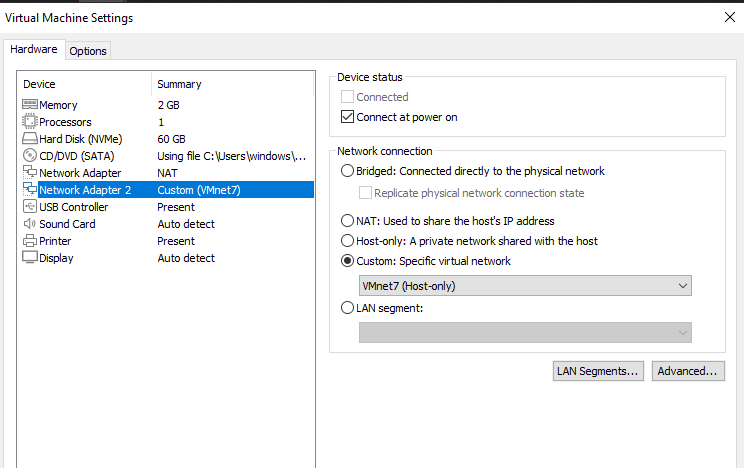 Virtual Machine Settings
Hardware
Options
Device Summary
Memory 2 GB
Processors 1
Hard Disk (NVMe) 60 GB
CD/DVD (SATA) Using file C:\Users\windows\...
Network Adapter NAT
Network Adapter 2 Custom (VMnet7)
USB Controller Present
Sound Card Auto detect
Printer Present
Display Auto detect
Device status
Connected
Connect at power on
Network connection
Bridged: Connected directly to the physical network
Replicate physical network connection state
NAT: Used to share the host's IP address
Host-only: A private network shared with the host
Custom: Specific virtual network
VMnet7 (Host-only)
LAN segment:
LAN Segments...
Advanced...